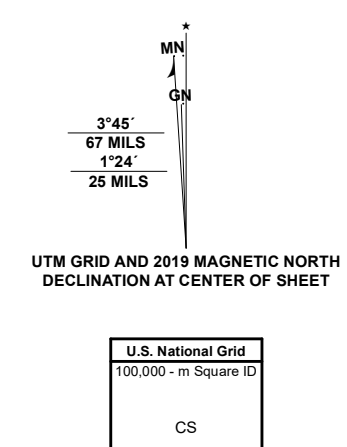 ★
MN
GN
3°45´
67 MILS
1°24´
25 MILS
UTM GRID AND 2019 MAGNETIC NORTH
DECLINATION AT CENTER OF SHEET
U.S. National Grid
100,000 - m Square ID
CS